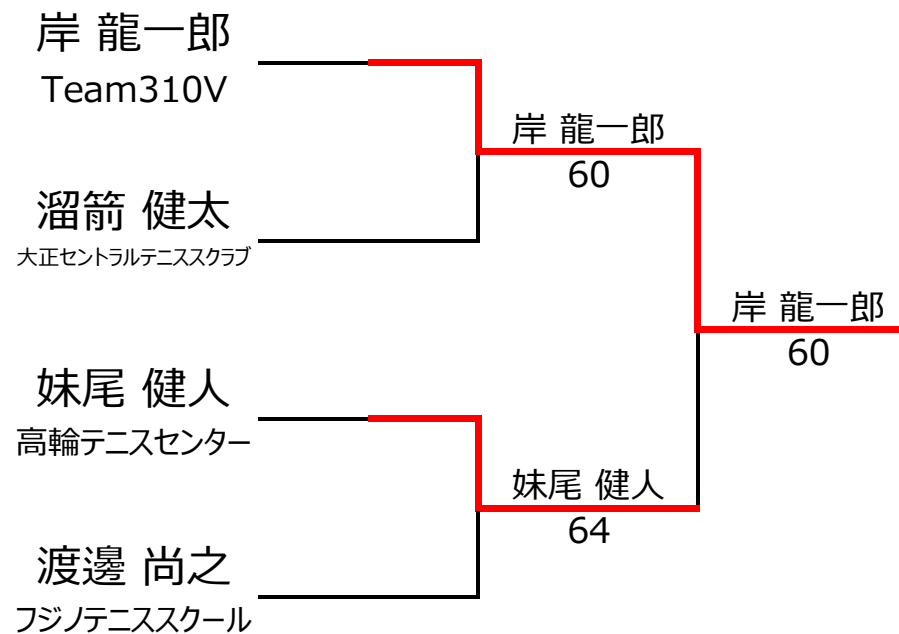 岸 龍一郎
Team310V
岸 龍一郎
60
溜箭 健太
大正セントラルテニススクラブ
岸 龍一郎
60
妹尾 健人
高輪テニスセンター
妹尾 健人
64
渡邊 尚之
フジノテニススクール